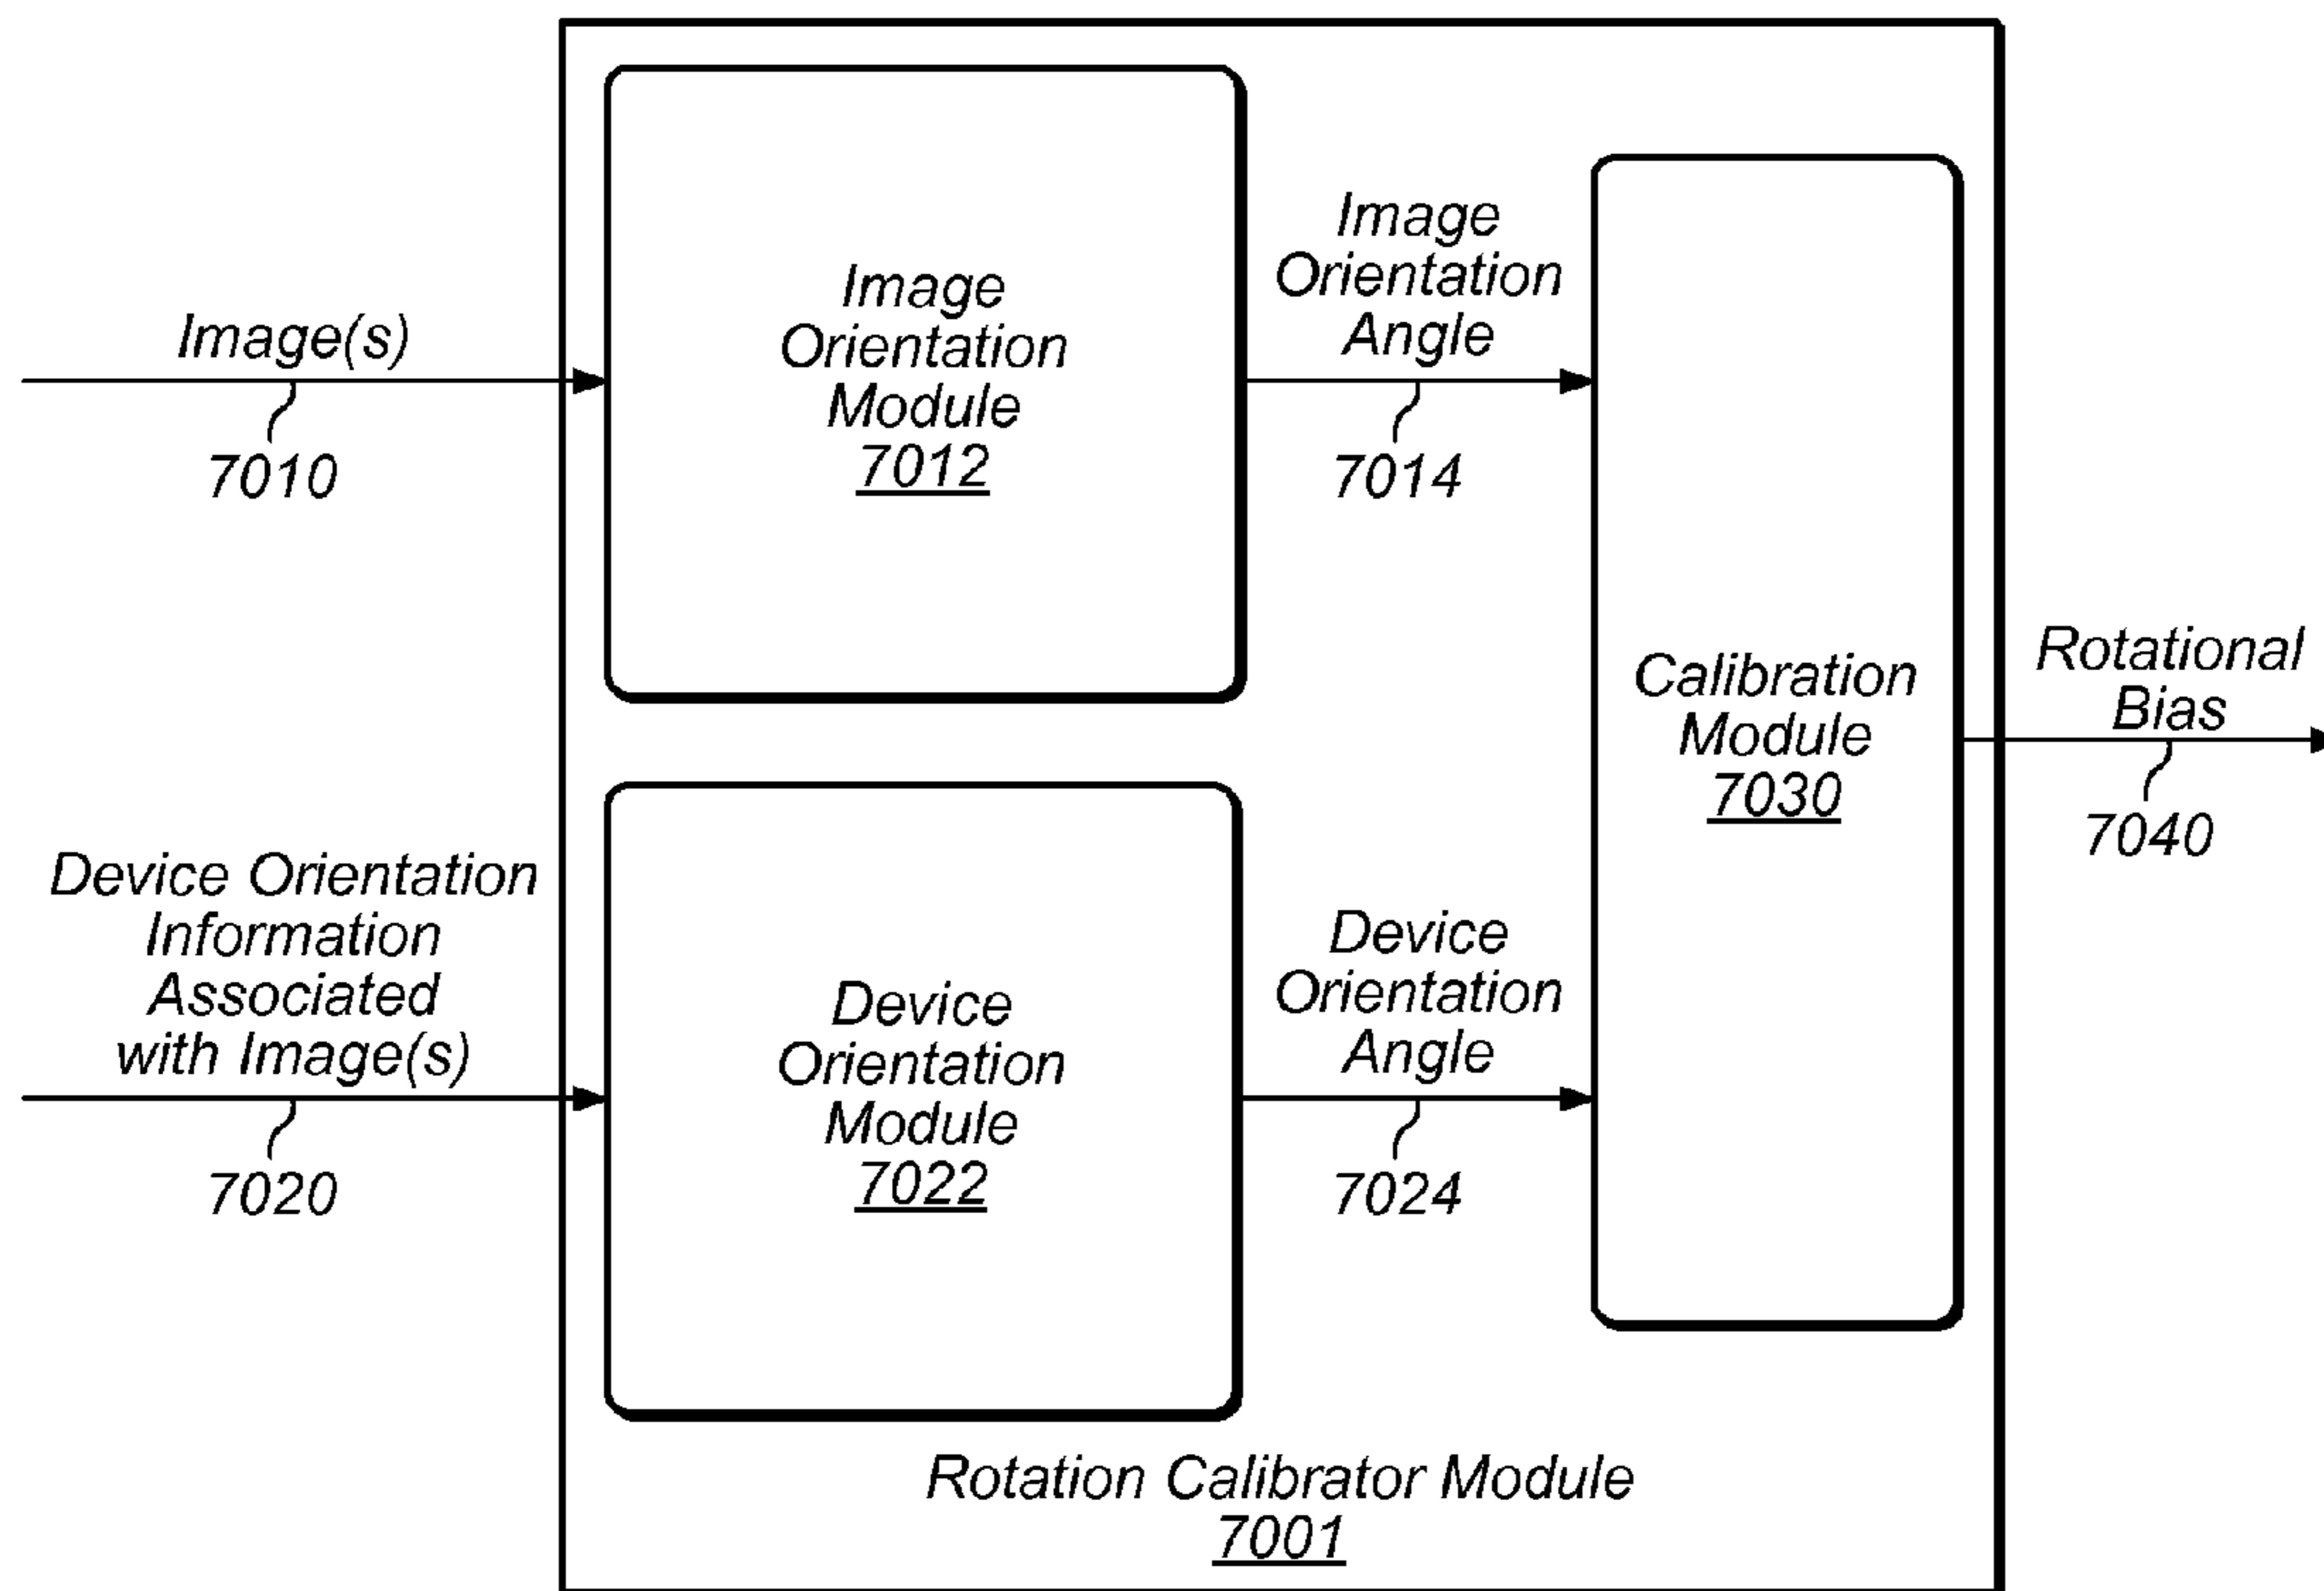 Image(s)
7010
Image
Orientation
Module
7012
Image
Orientation
Angle
7014
Calibration
Module
7030
Rotational
Bias
7040
Device Orientation
Information
Associated
with Image(s)
7020
Device
Orientation
Module
7022
Device
Orientation
Angle
7024
Rotation Calibrator Module
7001